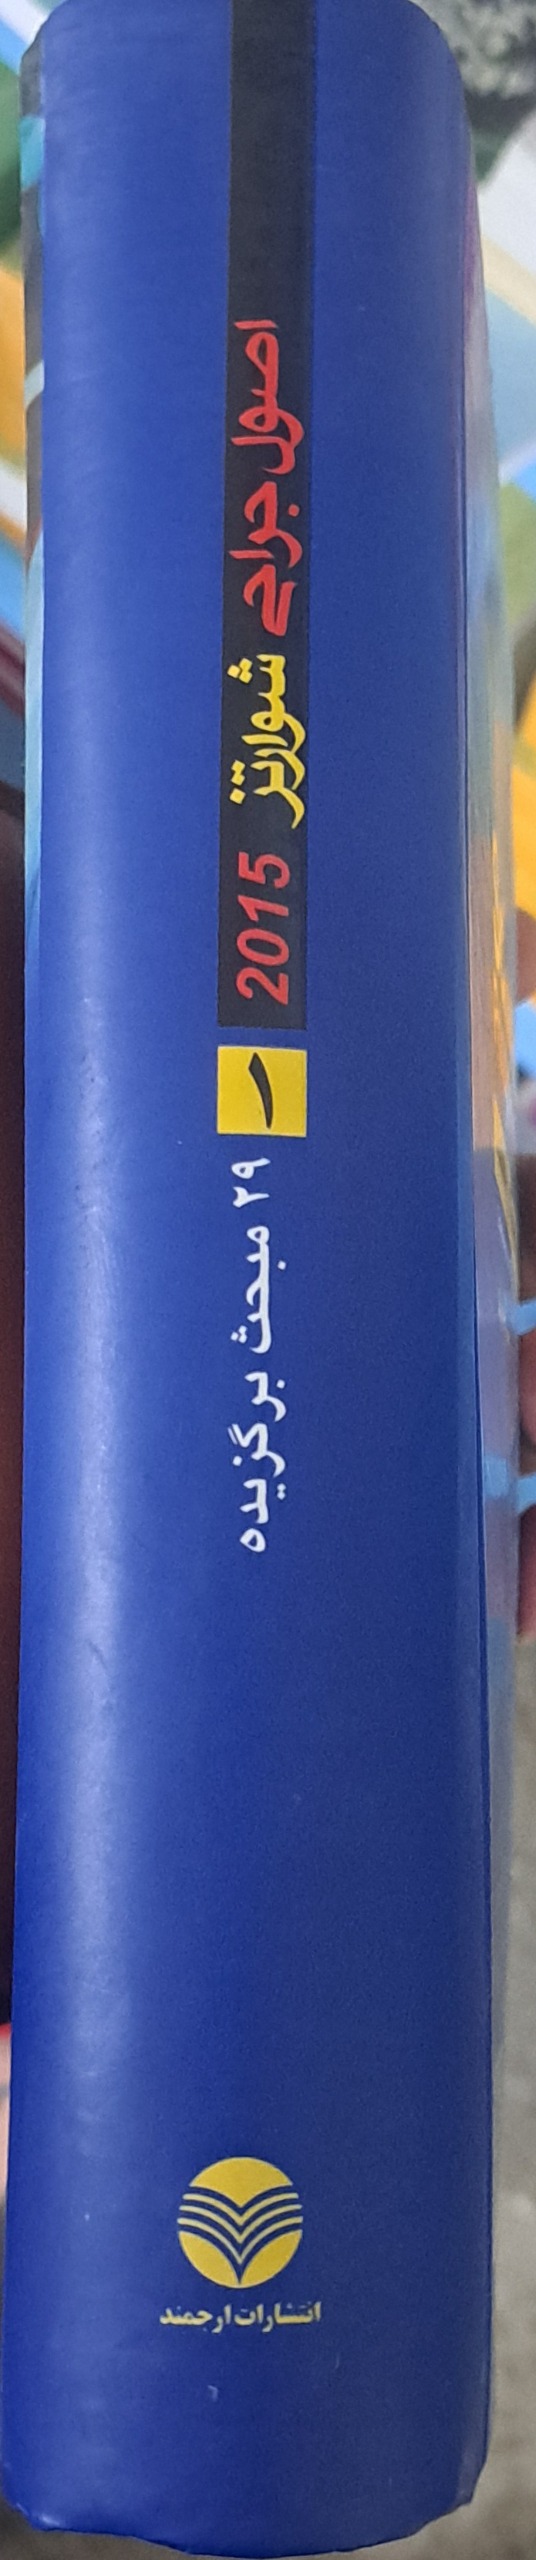 اصول جراحی شوارتز 2015
۱
۲۹ مبحث برگزیده
انتشارات ارجمند